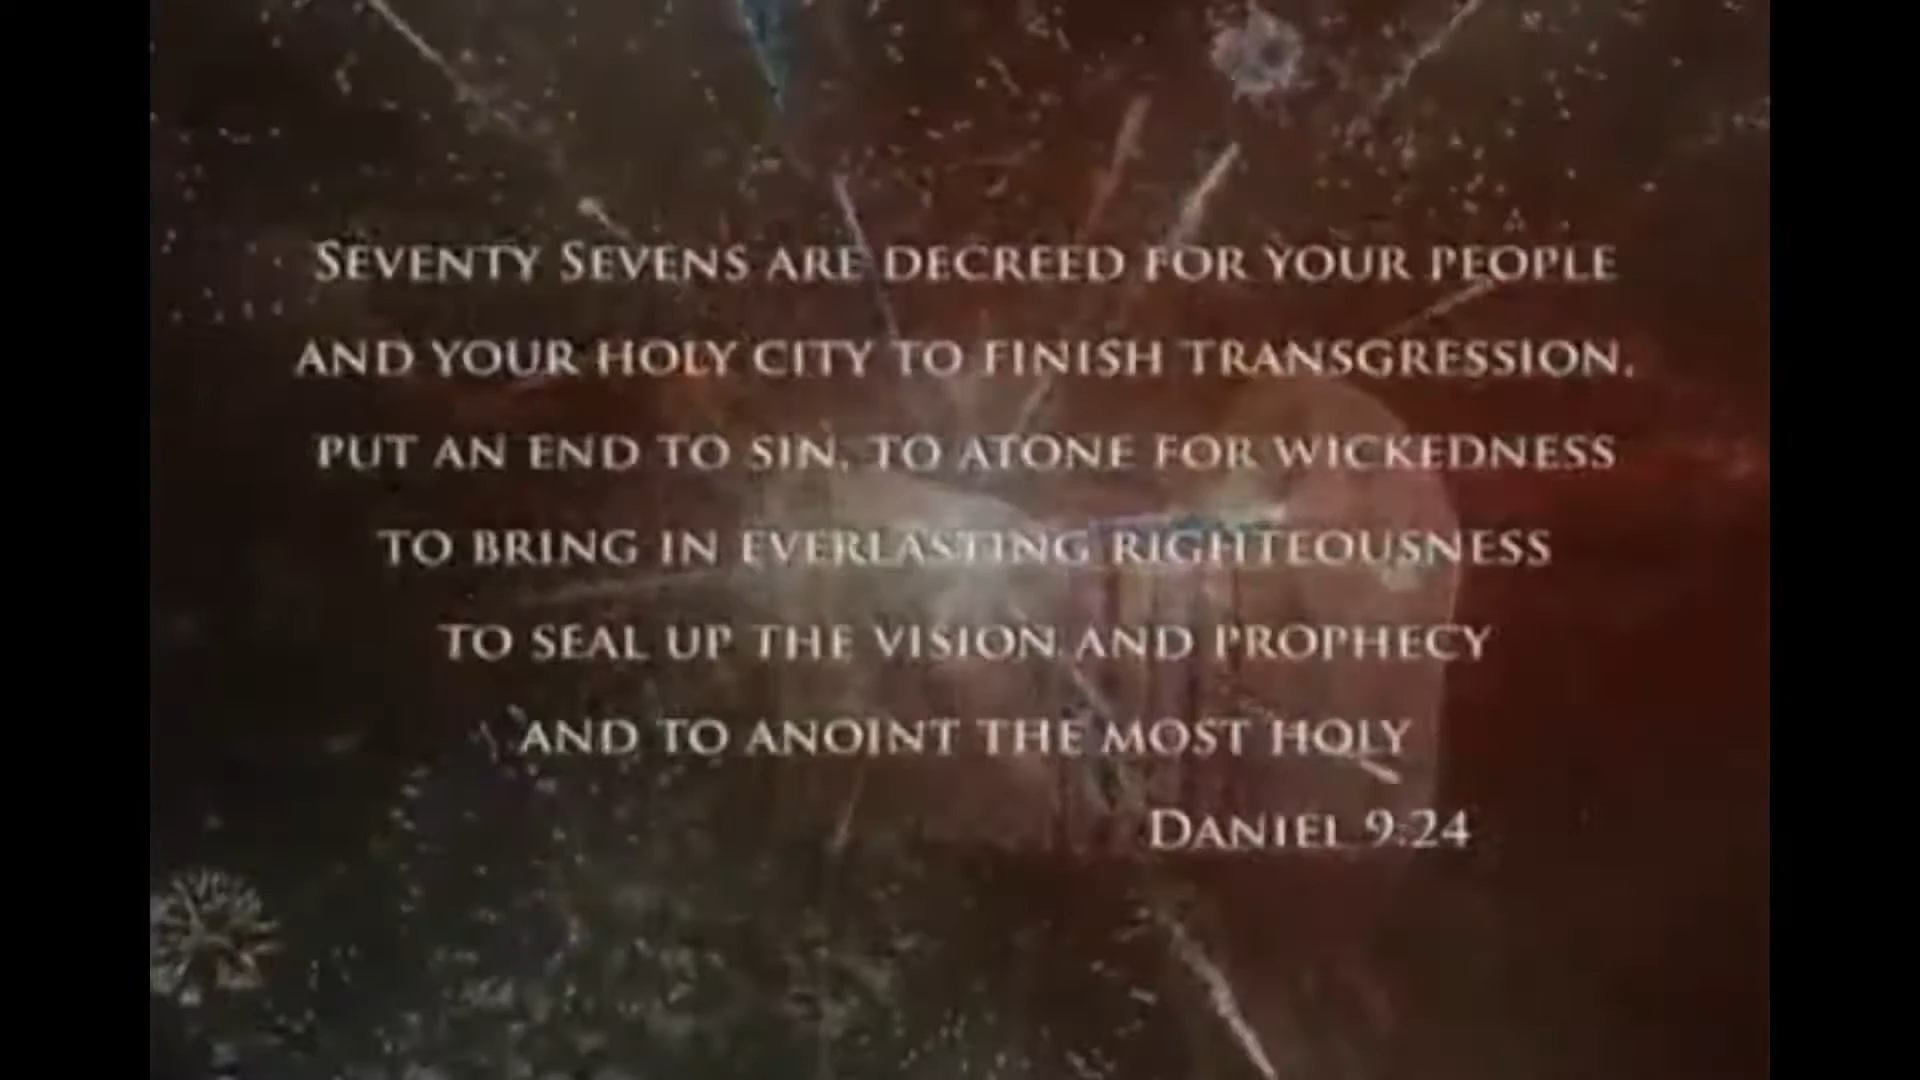 Seventy Sevens are decreed for your people
and your holy city to finish transgression,
put an end to sin, to atone for wickedness
to bring in everlasting righteousness
to seal up the vision and prophecy
and to anoint the most holy
Daniel 9:24